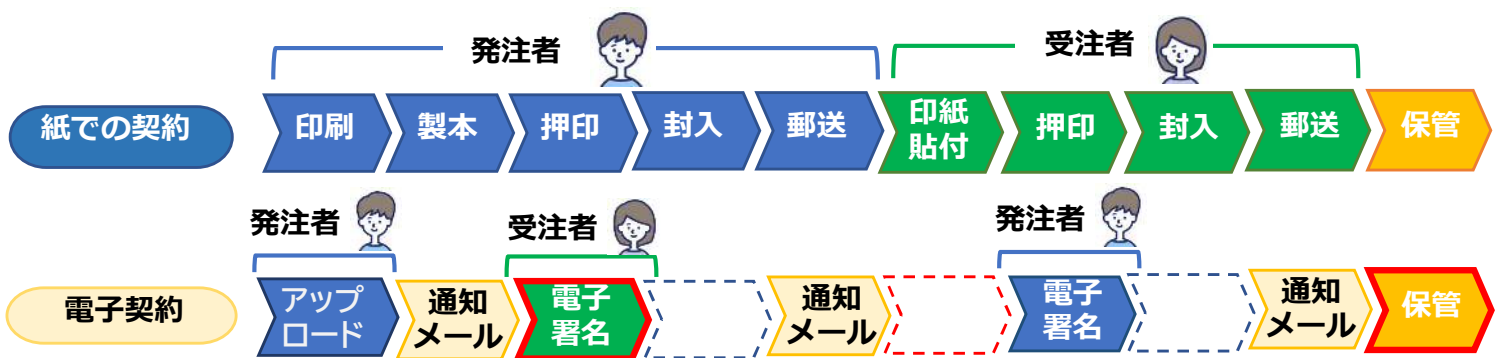 発注者
受注者
紙での契約
印刷
製本
押印
封入
郵送
印紙
貼付
押印
封入
郵送
保管
発注者
受注者
発注者
電子契約
アップ
ロード
通知
メール
電子
署名
通知
メール
電子
署名
通知
メール
保管